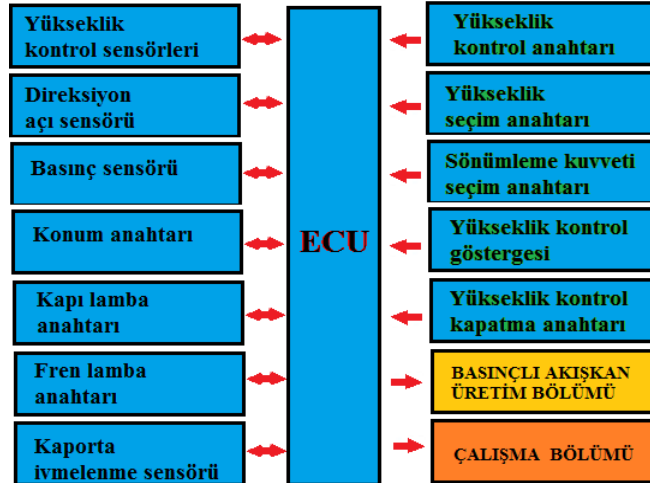 Yükseklik
kontrol sensörleri
Direksiyon
açı sensörü
Basınç sensörü
Konum anahtarı
Kapı lamba
anahtarı
Fren lamba
anahtarı
Kaporta
ivmelenme sensörü
ECU
Yükseklik
kontrol anahtarı
Yükseklik
seçim anahtarı
Sönümleme kuvveti
seçim anahtarı
Yükseklik kontrol
göstergesi
Yükseklik kontrol
kapatma anahtarı
BASINÇLI AKIŞKAN
ÜRETİM BÖLÜMÜ
ÇALIŞMA BÖLÜMÜ